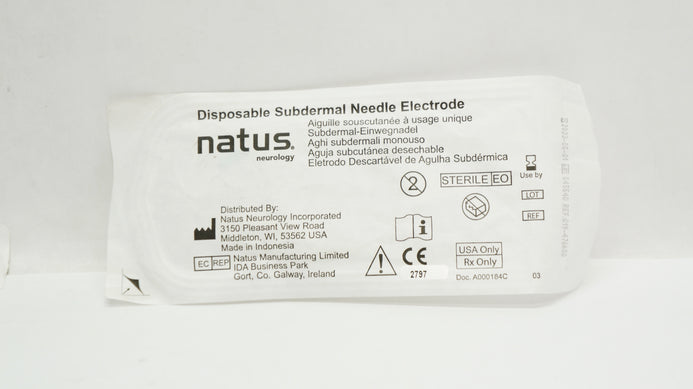 Disposable Subdermal Needle Electrode
natus
neurology
Aiguille souscutanée à usage unique
Subdermal-Einwegnadel
Aghi subdermali monouso
Aguja subcutánea desechable
Eletrodo Descartável de Agulha Subdérmica
2
STERILE EO
Use by
LOT
REF
Distributed By:
Natus Neurology Incorporated
3150 Pleasant View Road
Middleton, WI, 53562 USA
Made in Indonesia
EC REP
Natus Manufacturing Limited
IDA Business Park
Gort, Co. Galway, Ireland
i
!
CE
2797
USA Only
Rx Only
Doc. A000184C 03